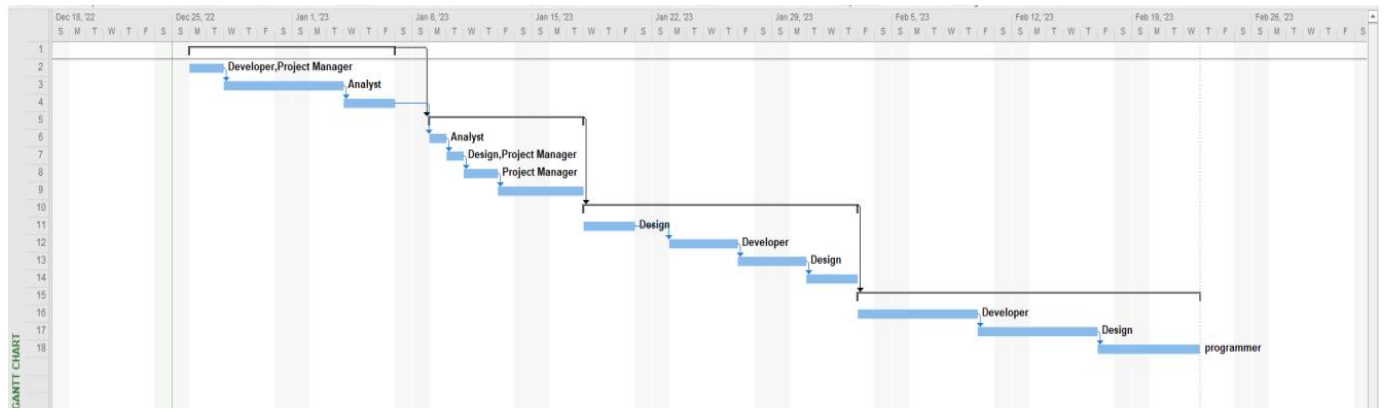 Dec 18, '22 Dec 25, '22 Jan 1, '23 Jan 8, '23 Jan 15, '23 Jan 22, '23 Jan 29, '23 Feb 5, '23 Feb 12, '23 Feb 19, '23 Feb 26, '23
S M T W T F S S M T W T F S S M T W T F S S M T W T F S S M T W T F S S M T W T F S S M T W T F S S M T W T F S S M T W T F S S M T W T F S S M T W T F S
1
2 Developer,Project Manager
3 Analyst
4
5
6 Analyst
7 Design,Project Manager
8 Project Manager
9
10
11 Design
12 Developer
13 Design
14
15
16 Developer
17 Design
18 programmer
GANTT CHART